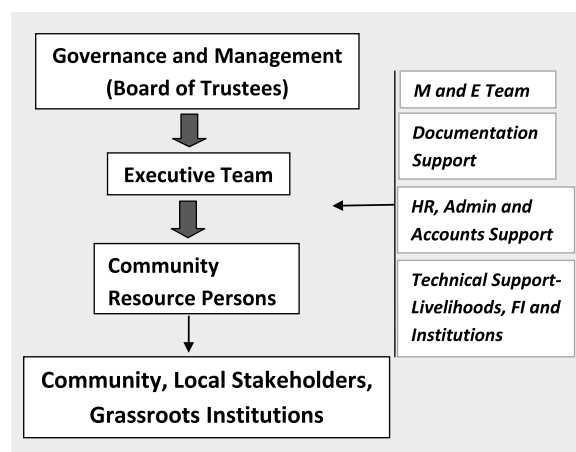 Governance and Management
(Board of Trustees)
Executive Team
Community
Resource Persons
Community, Local Stakeholders,
Grassroots Institutions
M and E Team
Documentation
Support
HR, Admin and
Accounts Support
Technical Support-
Livelihoods, FI and
Institutions